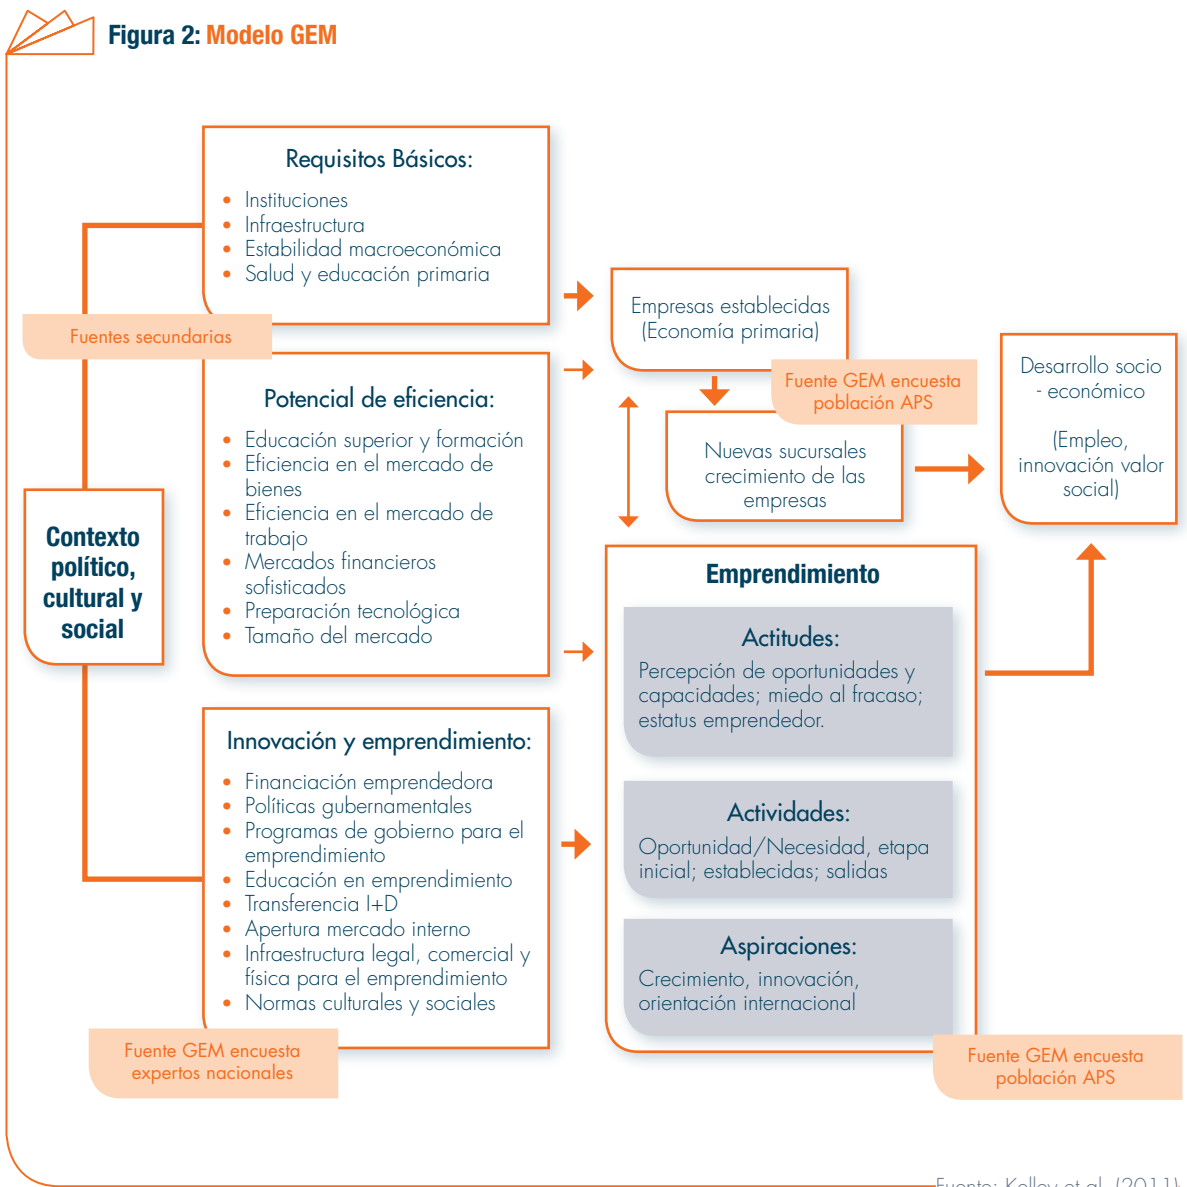 Figura 2: Modelo GEM
Requisitos Básicos:
• Instituciones
• Infraestructura
• Estabilidad macroeconómica
• Salud y educación primaria
Fuentes secundarias
Potencial de eficiencia:
• Educación superior y formación
• Eficiencia en el mercado de
bienes
• Eficiencia en el mercado de
trabajo
• Mercados financieros
sofisticados
• Preparación tecnológica
• Tamaño del mercado
Contexto
político,
cultural y
social
Innovación y emprendimiento:
• Financiación emprendedora
• Políticas gubernamentales
• Programas de gobierno para el
emprendimiento
• Educación en emprendimiento
• Transferencia I+D
• Apertura mercado interno
• Infraestructura legal, comercial y
física para el emprendimiento
• Normas culturales y sociales
Fuente GEM encuesta
expertos nacionales
Empresas establecidas
(Economía primaria)
Fuente GEM encuesta
población APS
Nuevas sucursales
crecimiento de las
empresas
Desarrollo socio
- económico
(Empleo,
innovación valor
social)
Emprendimiento
Actitudes:
Percepción de oportunidades y
capacidades; miedo al fracaso;
estatus emprendedor.
Actividades:
Oportunidad/Necesidad, etapa
inicial; establecidas; salidas
Aspiraciones:
Crecimiento, innovación,
orientación internacional
Fuente GEM encuesta
población APS
Fuente: Kelley et al. (2011)